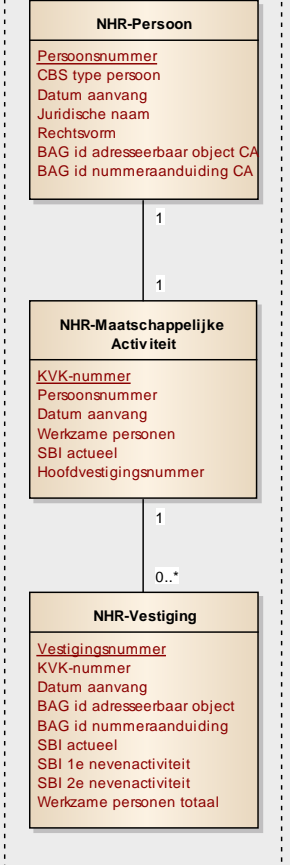 NHR-Persoon
Persoonsnummer
CBS type persoon
Datum aanvang
Juridische naam
Rechtsvorm
BAG id adresseerbaar object CA
BAG id nummeraanduiding CA
1
1
NHR-Maatschappelijke
Activiteit
KVK-nummer
Persoonsnummer
Datum aanvang
Werkzame personen
SBI actueel
Hoofdvestigingsnummer
1
0..*
NHR-Vestiging
Vestigingsnummer
KVK-nummer
Datum aanvang
BAG id adresseerbaar object
BAG id nummeraanduiding
SBI actueel
SBI 1e nevenactiviteit
SBI 2e nevenactiviteit
Werkzame personen totaal